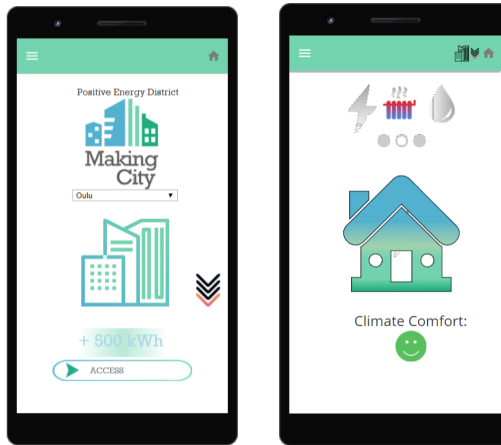 Positive Energy District
Making
City
Oulu
+ 500 kWh
ACCESS
Climate Comfort: